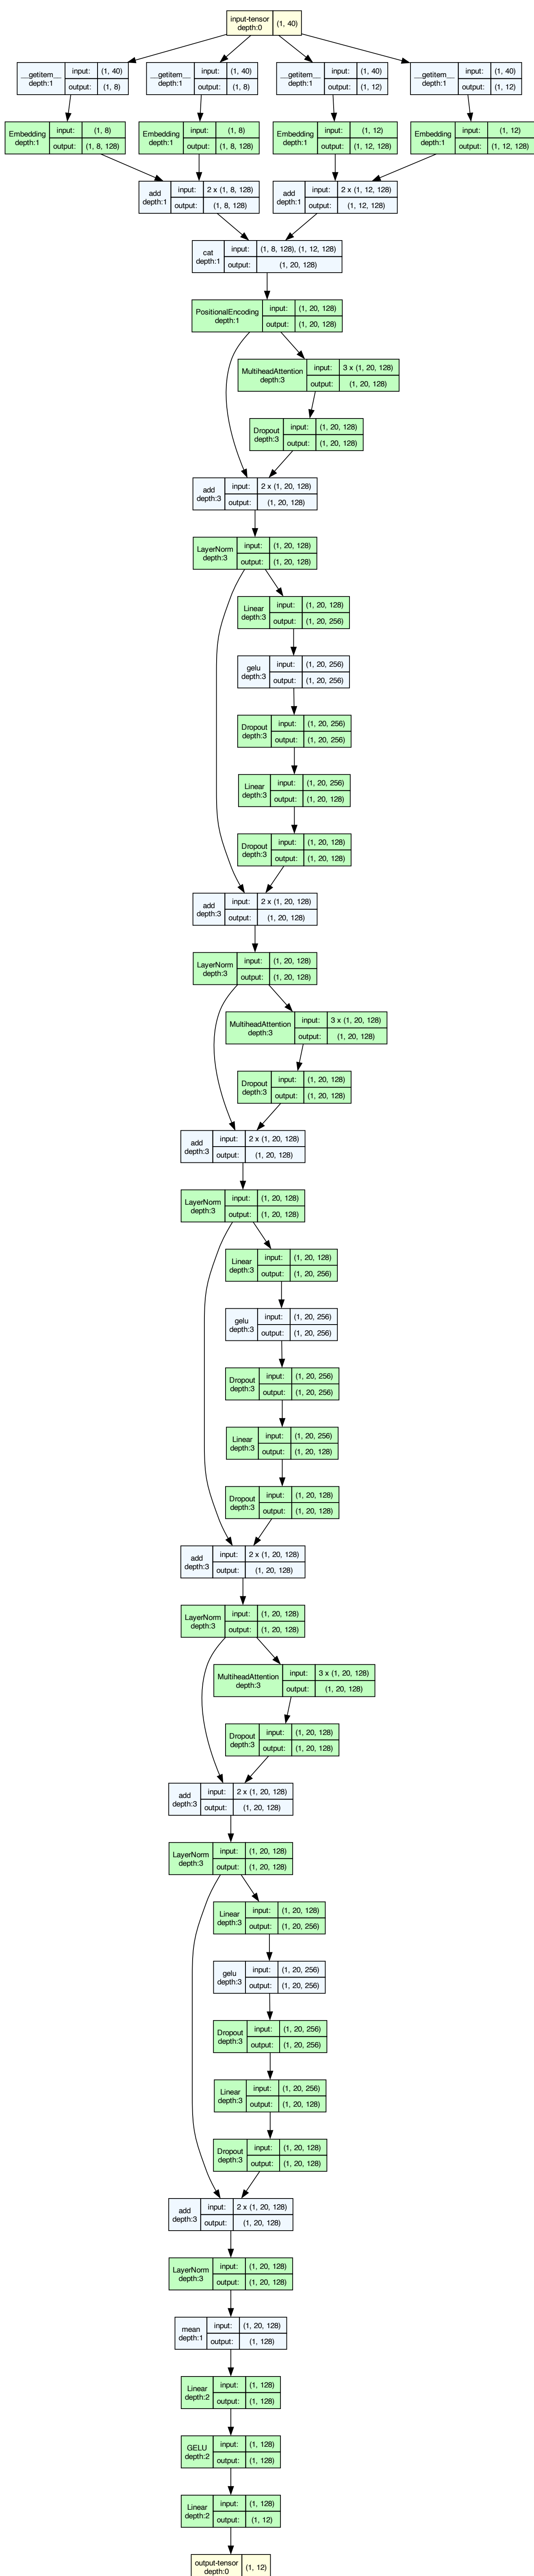 input-tensor
depth:0
(1, 40)
__getitem__
depth:1
input:
(1, 40)
output:
(1, 8)
__getitem__
depth:1
input:
(1, 40)
output:
(1, 8)
__getitem__
depth:1
input:
(1, 40)
output:
(1, 12)
__getitem__
depth:1
input:
(1, 40)
output:
(1, 12)
Embedding
depth:1
input:
(1, 8)
output:
(1, 8, 128)
Embedding
depth:1
input:
(1, 8)
output:
(1, 8, 128)
Embedding
depth:1
input:
(1, 12)
output:
(1, 12, 128)
Embedding
depth:1
input:
(1, 12)
output:
(1, 12, 128)
add
depth:1
input:
2 x (1, 8, 128)
output:
(1, 8, 128)
add
depth:1
input:
2 x (1, 12, 128)
output:
(1, 12, 128)
cat
depth:1
input:
(1, 8, 128), (1, 12, 128)
output:
(1, 20, 128)
PositionalEncoding
depth:1
input:
(1, 20, 128)
output:
(1, 20, 128)
MultiheadAttention
depth:3
input:
3 x (1, 20, 128)
output:
(1, 20, 128)
Dropout
depth:3
input:
(1, 20, 128)
output:
(1, 20, 128)
add
depth:3
input:
2 x (1, 20, 128)
output:
(1, 20, 128)
LayerNorm
depth:3
input:
(1, 20, 128)
output:
(1, 20, 128)
Linear
depth:3
input:
(1, 20, 128)
output:
(1, 20, 256)
gelu
depth:3
input:
(1, 20, 256)
output:
(1, 20, 256)
Dropout
depth:3
input:
(1, 20, 256)
output:
(1, 20, 256)
Linear
depth:3
input:
(1, 20, 256)
output:
(1, 20, 128)
Dropout
depth:3
input:
(1, 20, 128)
output:
(1, 20, 128)
add
depth:3
input:
2 x (1, 20, 128)
output:
(1, 20, 128)
LayerNorm
depth:3
input:
(1, 20, 128)
output:
(1, 20, 128)
MultiheadAttention
depth:3
input:
3 x (1, 20, 128)
output:
(1, 20, 128)
Dropout
depth:3
input:
(1, 20, 128)
output:
(1, 20, 128)
add
depth:3
input:
2 x (1, 20, 128)
output:
(1, 20, 128)
LayerNorm
depth:3
input:
(1, 20, 128)
output:
(1, 20, 128)
Linear
depth:3
input:
(1, 20, 128)
output:
(1, 20, 256)
gelu
depth:3
input:
(1, 20, 256)
output:
(1, 20, 256)
Dropout
depth:3
input:
(1, 20, 256)
output:
(1, 20, 256)
Linear
depth:3
input:
(1, 20, 256)
output:
(1, 20, 128)
Dropout
depth:3
input:
(1, 20, 128)
output:
(1, 20, 128)
add
depth:3
input:
2 x (1, 20, 128)
output:
(1, 20, 128)
LayerNorm
depth:3
input:
(1, 20, 128)
output:
(1, 20, 128)
MultiheadAttention
depth:3
input:
3 x (1, 20, 128)
output:
(1, 20, 128)
Dropout
depth:3
input:
(1, 20, 128)
output:
(1, 20, 128)
add
depth:3
input:
2 x (1, 20, 128)
output:
(1, 20, 128)
LayerNorm
depth:3
input:
(1, 20, 128)
output:
(1, 20, 128)
Linear
depth:3
input:
(1, 20, 128)
output:
(1, 20, 256)
gelu
depth:3
input:
(1, 20, 256)
output:
(1, 20, 256)
Dropout
depth:3
input:
(1, 20, 256)
output:
(1, 20, 256)
Linear
depth:3
input:
(1, 20, 256)
output:
(1, 20, 128)
Dropout
depth:3
input:
(1, 20, 128)
output:
(1, 20, 128)
add
depth:3
input:
2 x (1, 20, 128)
output:
(1, 20, 128)
LayerNorm
depth:3
input:
(1, 20, 128)
output:
(1, 20, 128)
mean
depth:1
input:
(1, 20, 128)
output:
(1, 128)
Linear
depth:2
input:
(1, 128)
output:
(1, 128)
GELU
depth:2
input:
(1, 128)
output:
(1, 128)
Linear
depth:2
input:
(1, 128)
output:
(1, 12)
output-tensor
depth:0
(1, 12)